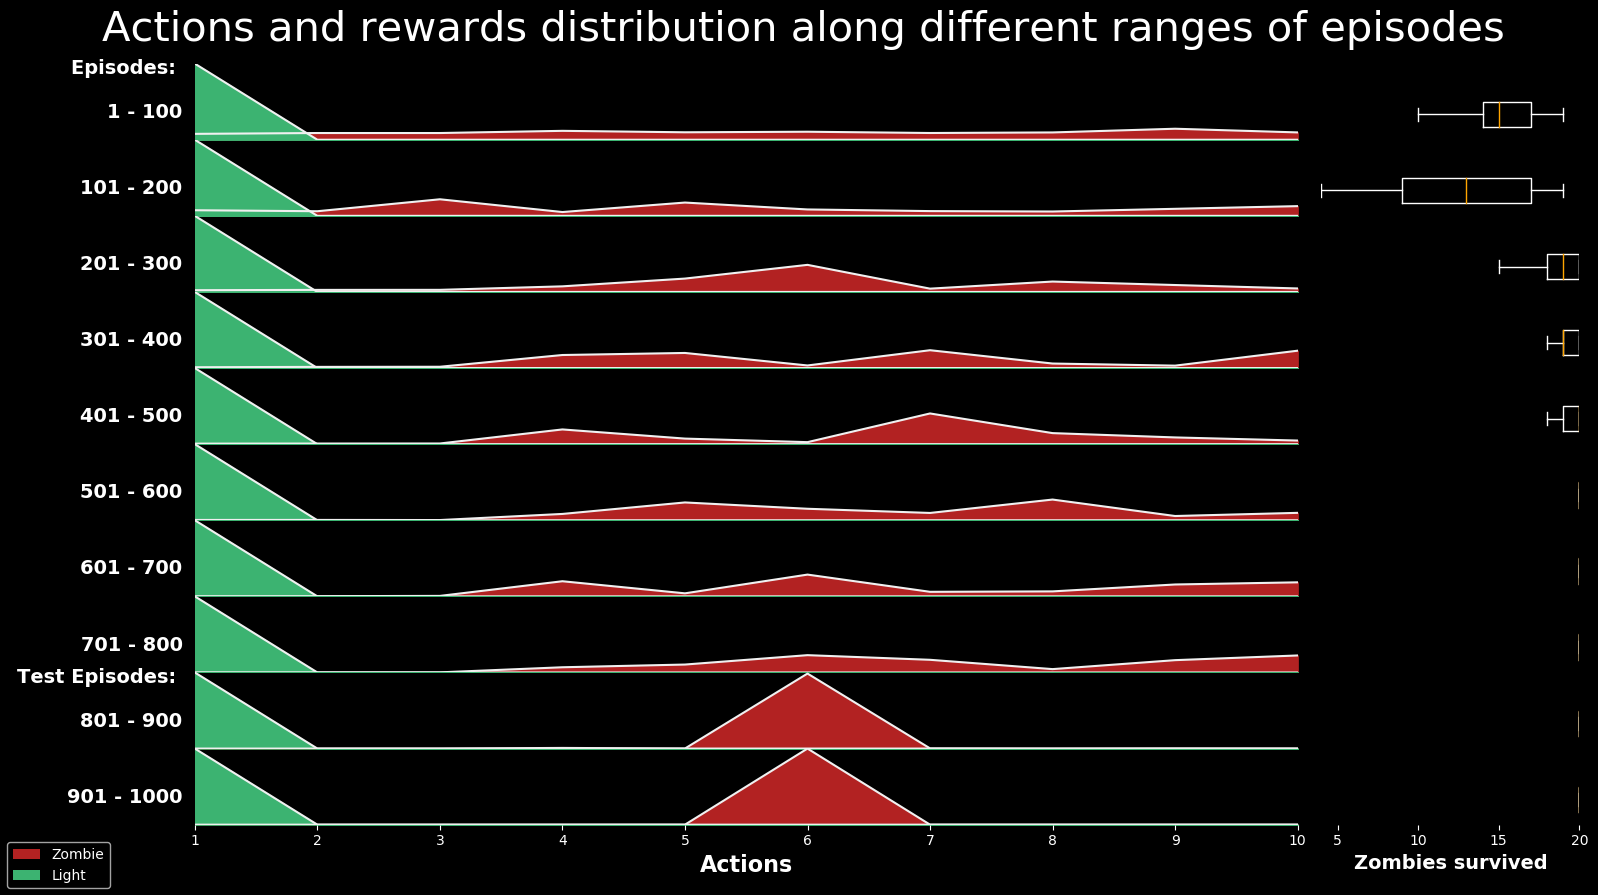 Actions and rewards distribution along different ranges of episodes
Episodes:
1 - 100
101 - 200
201 - 300
301 - 400
401 - 500
501 - 600
601 - 700
701 - 800
Test Episodes:
801 - 900
901 - 1000
1 2 3 4 5 6 7 8 9 10 5 10 15 20
Actions
Zombies survived
Zombie
Light